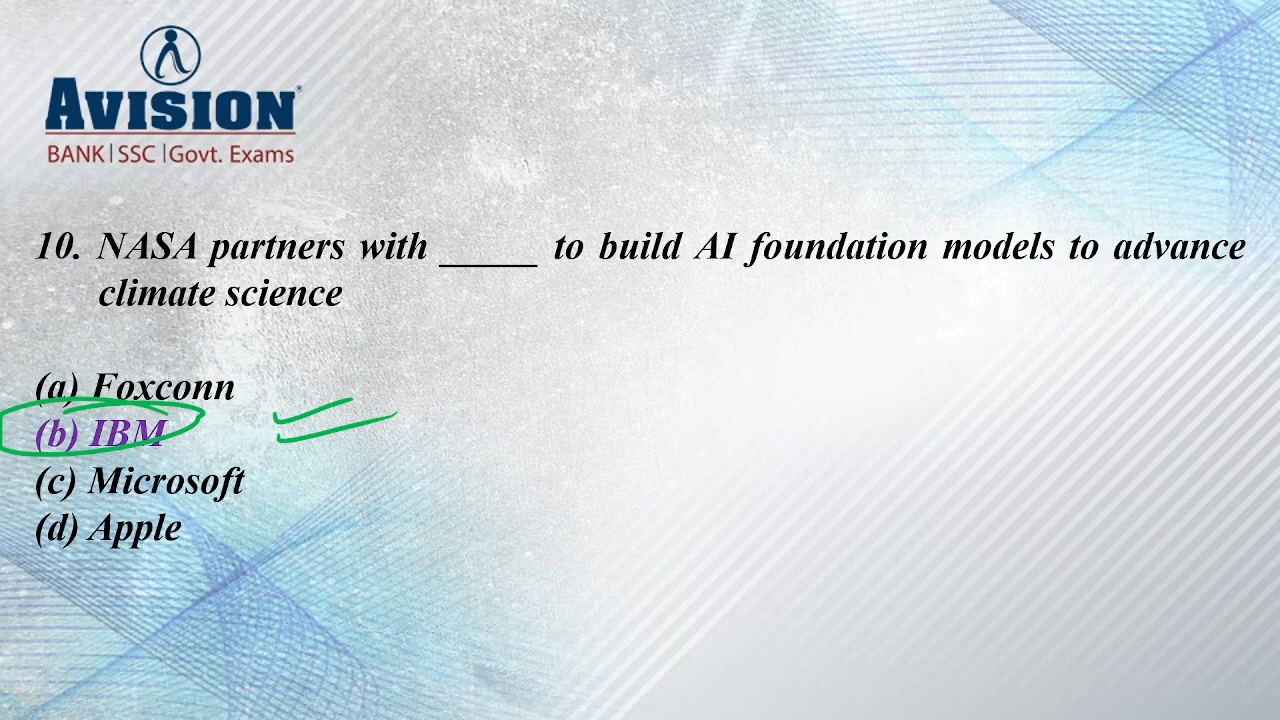 AVISION
BANK | SSC | Govt. Exams
10. NASA partners with _____ to build AI foundation models to advance
climate science
(a) Foxconn
(b) IBM
(c) Microsoft
(d) Apple